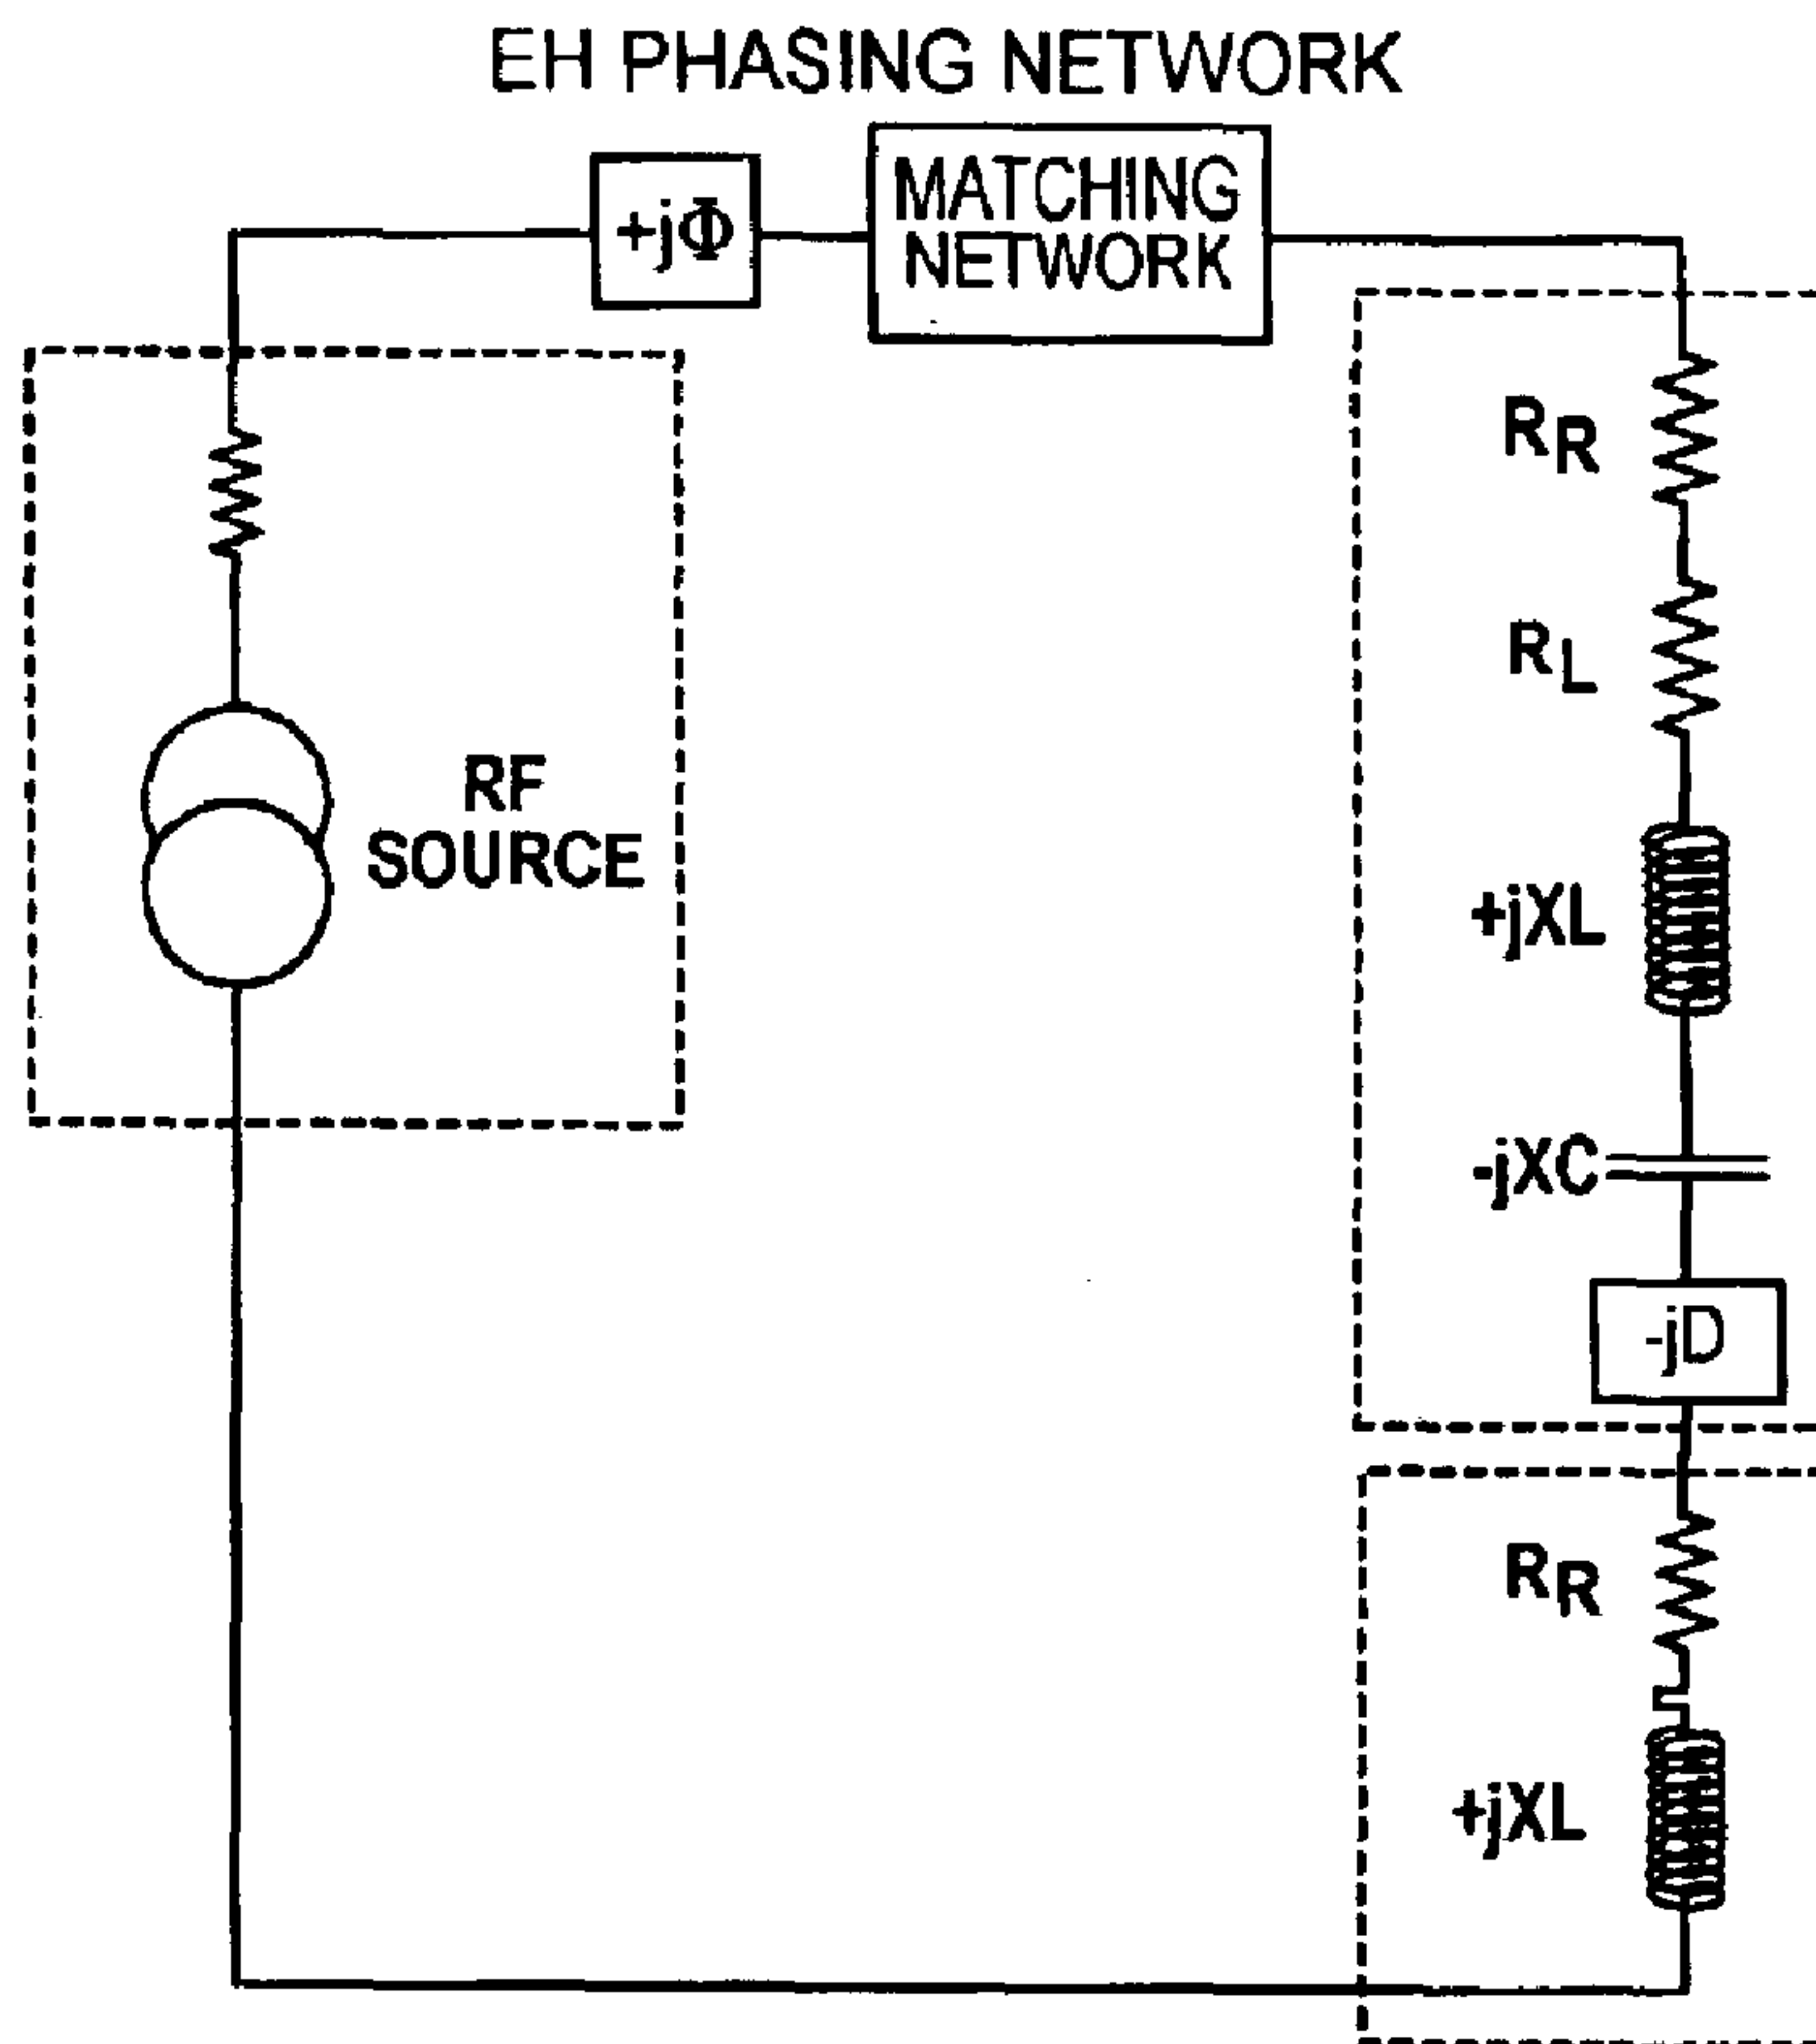 EH PHASING NETWORK
+jΦ
MATCHING
NETWORK
RR
RL
RF
SOURCE
+jXL
-jXC
-jD
RR
+jXL